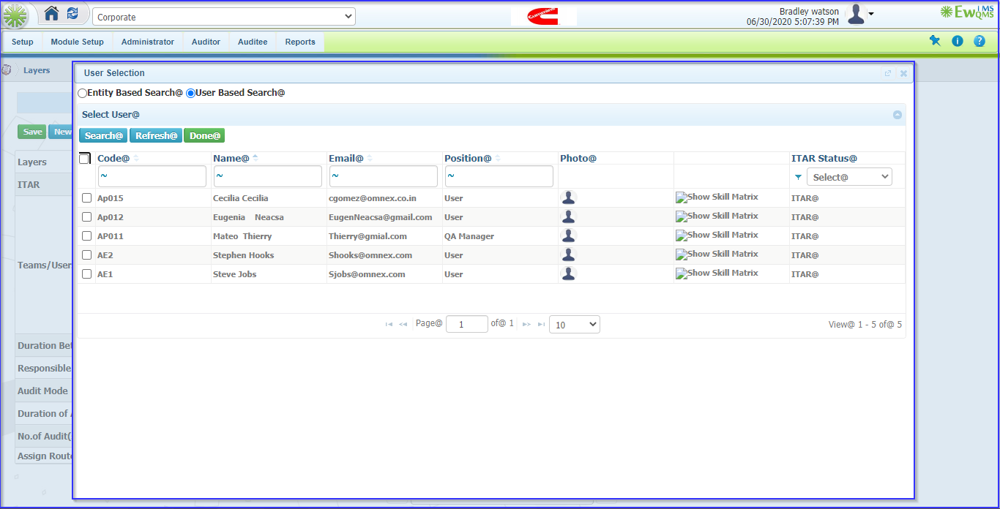 Corporate
Bradley watson
06/30/2020 5:07:39 PM
EwQMS IMS
Setup Module Setup Administrator Auditor Auditee Reports
Layers
User Selection
Entity Based Search@ User Based Search@
Select User@
Save New
Search@ Refresh@ Done@
Layers
Code@ Name@ Email@ Position@ Photo@ ITAR Status@
ITAR
~ ~ ~ ~ Select@
Ap015 Cecilia Cecilia cgomez@omnex.co.in User Show Skill Matrix ITAR@
Ap012 Eugenia Neacsa EugenNeacsa@gmail.com User Show Skill Matrix ITAR@
AP011 Mateo Thierry Thierry@gmial.com QA Manager Show Skill Matrix ITAR@
AE2 Stephen Hooks Shooks@omnex.com User Show Skill Matrix ITAR@
Teams/User
AE1 Steve Jobs Sjobs@omnex.com User Show Skill Matrix ITAR@
Page@ 1 of@ 1 10 View@ 1 - 5 of@ 5
Duration Bet
Responsible
Audit Mode
Duration of
No.of Audit(
Assign Route